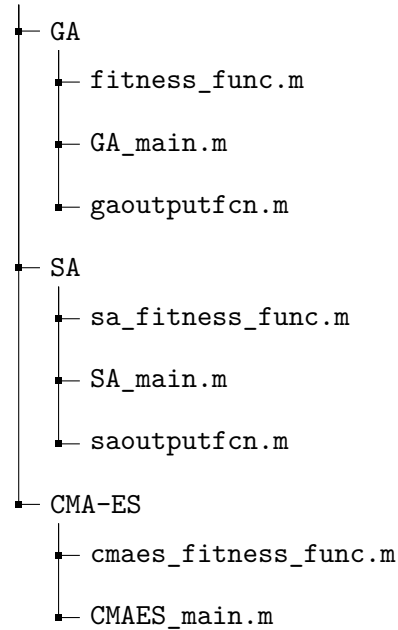 GA
fitness_func.m
GA_main.m
gaoutputfcn.m
SA
sa_fitness_func.m
SA_main.m
saoutputfcn.m
CMA-ES
cmaes_fitness_func.m
CMAES_main.m